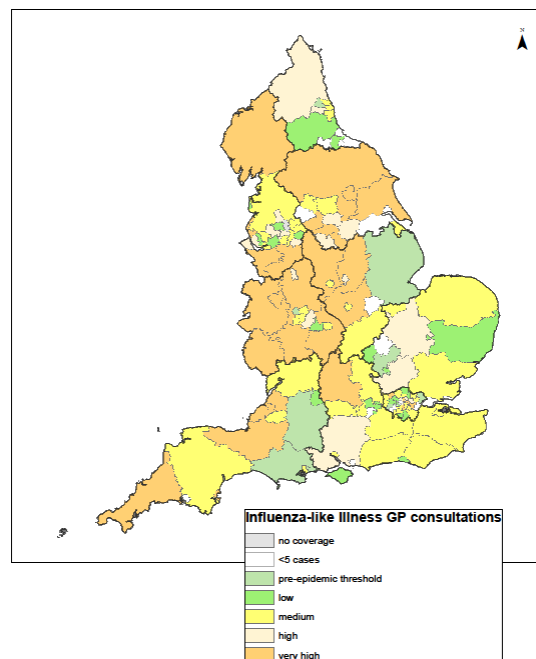 Influenza-like Illness GP consultations
no coverage
<5 cases
pre-epidemic threshold
low
medium
high
very high